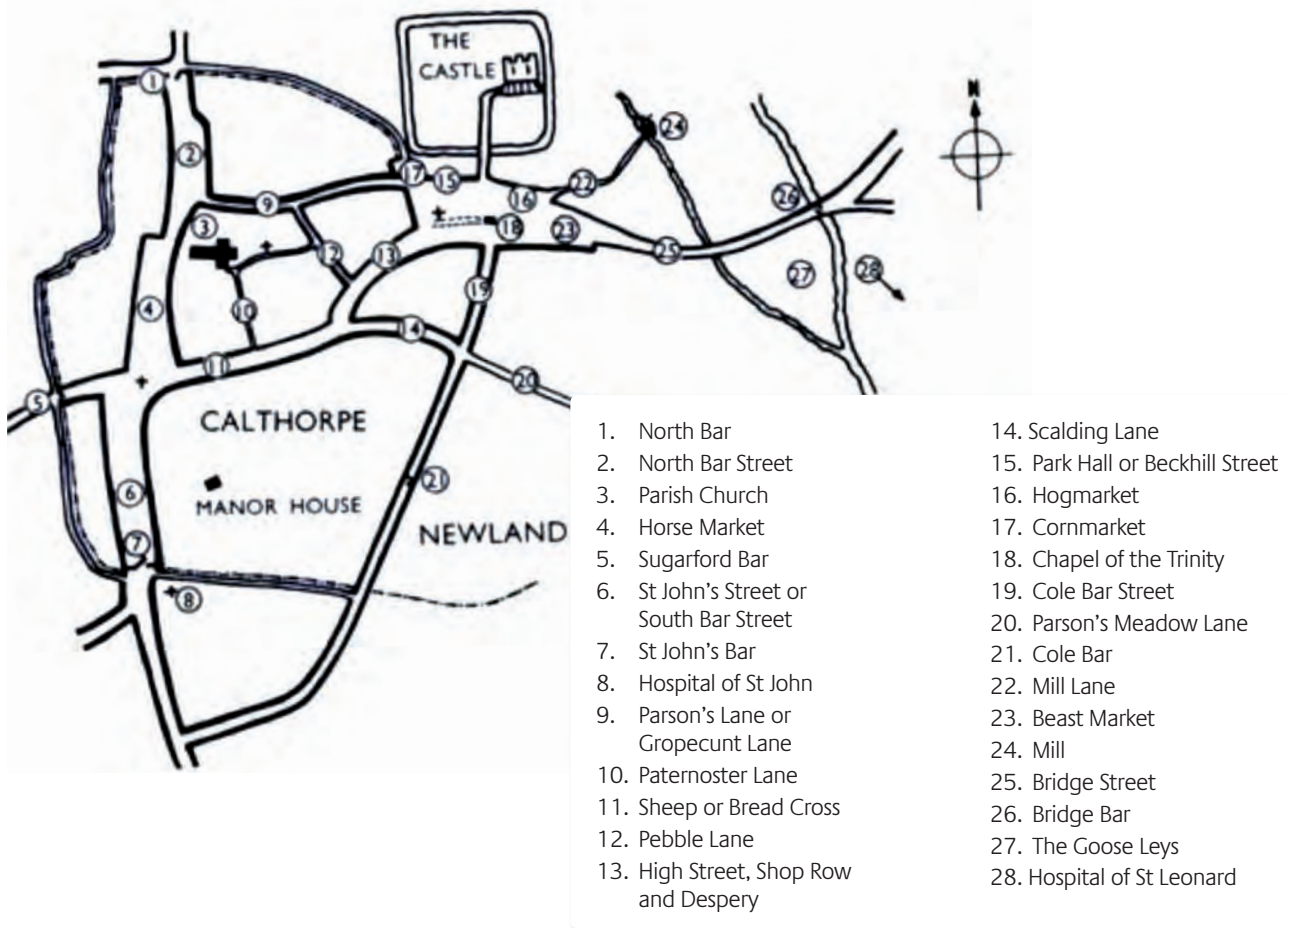 THE
CASTLE
N
1
24
2
17
15
22
26
9
16
3
18
23
12
13
25
27
28
19
4
10
14
11
20
5
CALTHORPE
21
6
MANOR HOUSE
NEWLAND
7
8
1. North Bar
2. North Bar Street
3. Parish Church
4. Horse Market
5. Sugarford Bar
6. St John's Street or
South Bar Street
7. St John's Bar
8. Hospital of St John
9. Parson's Lane or
Gropecunt Lane
10. Paternoster Lane
11. Sheep or Bread Cross
12. Pebble Lane
13. High Street, Shop Row
and Despery
14. Scalding Lane
15. Park Hall or Beckhill Street
16. Hogmarket
17. Cornmarket
18. Chapel of the Trinity
19. Cole Bar Street
20. Parson's Meadow Lane
21. Cole Bar
22. Mill Lane
23. Beast Market
24. Mill
25. Bridge Street
26. Bridge Bar
27. The Goose Leys
28. Hospital of St Leonard